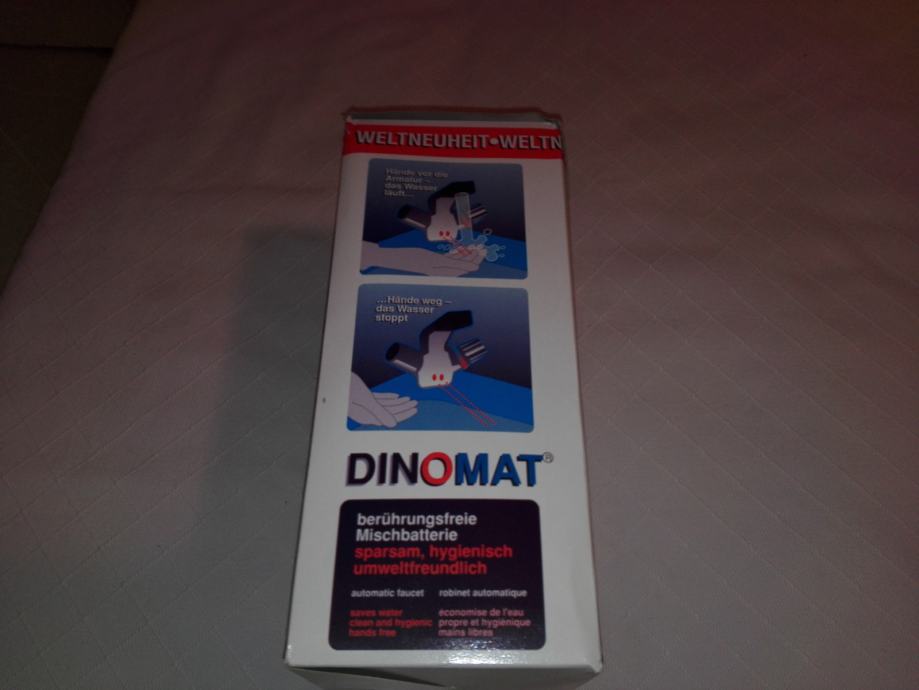 WELTNEUHEIT•WELTN
Hände vor die
Armatur –
das Wasser
läuft...
...Hände weg –
das Wasser
stoppt
DINOMAT®
berührungsfreie
Mischbatterie
sparsam, hygienisch
umweltfreundlich
automatic faucet
saves water
clean and hygienic
hands free
robinet automatique
économise de l'eau
propre et hygiènique
mains libres